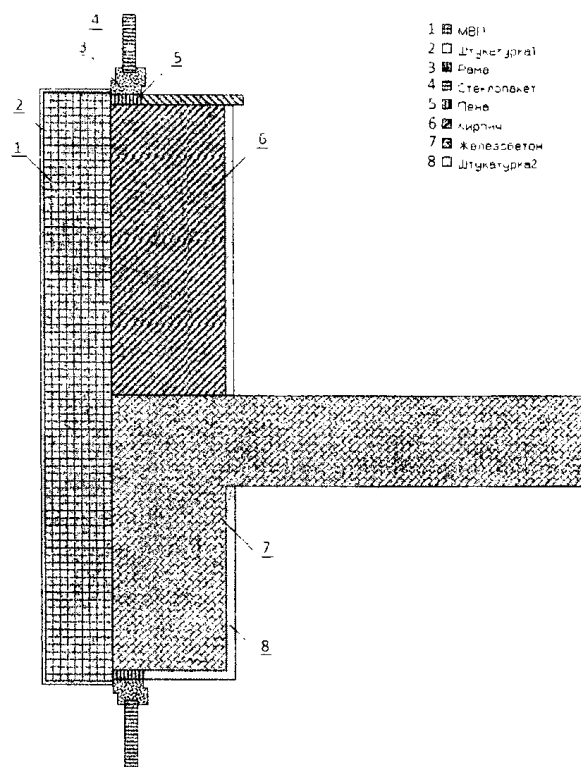 4
3
5
2
1
6
7
8
1 МВП
2 Штукатурка1
3 Рама
4 Стеклопакет
5 Пена
6 Кирпич
7 Железобетон
8 Штукатурка2